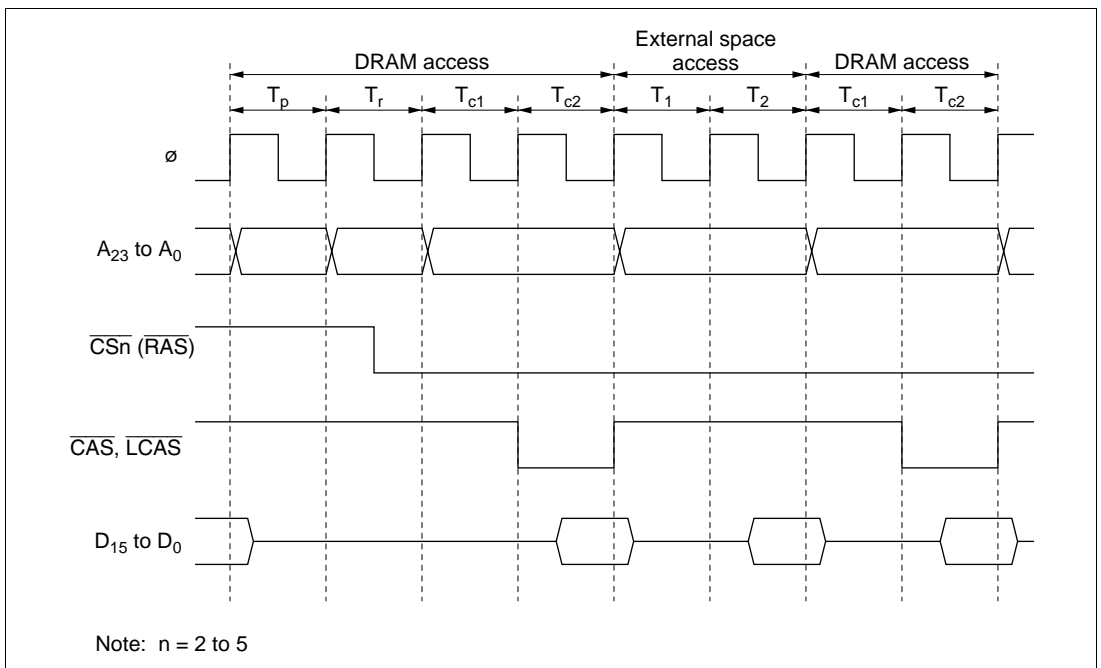 External space
DRAM access access DRAM access
Tp Tr Tc1 Tc2 T1 T2 Tc1 Tc2
ø
A23 to A0
CSn (RAS)
CAS, LCAS
D15 to D0
Note: n = 2 to 5